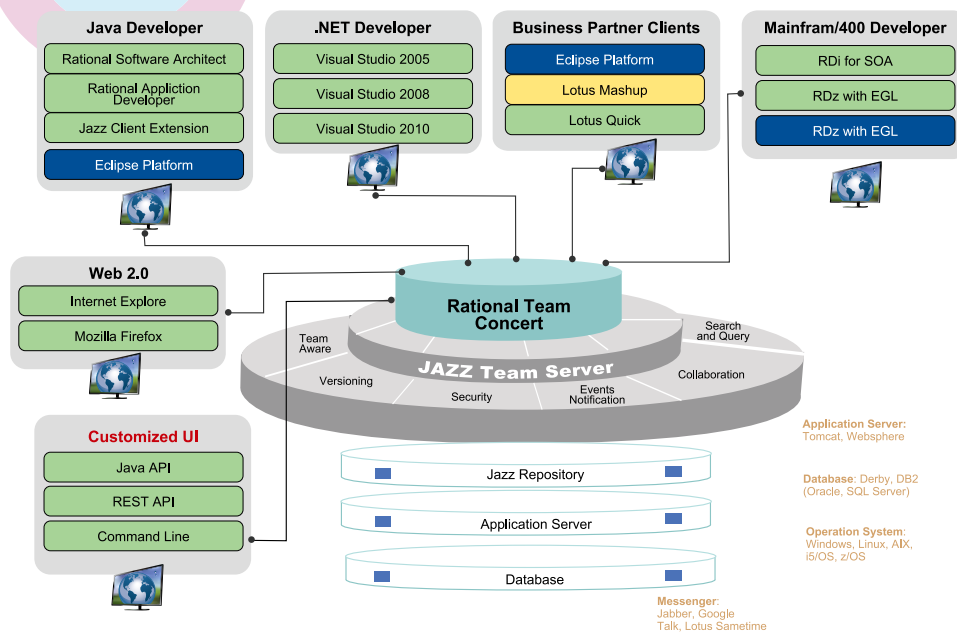 Java Developer
Rational Software Architect
Rational Appliction
Developer
Jazz Client Extension
Eclipse Platform
.NET Developer
Visual Studio 2005
Visual Studio 2008
Visual Studio 2010
Business Partner Clients
Eclipse Platform
Lotus Mashup
Lotus Quick
Mainfram/400 Developer
RDi for SOA
RDz with EGL
RDz with EGL
Web 2.0
Internet Explore
Mozilla Firefox
Customized UI
Java API
REST API
Command Line
Rational Team
Concert
JAZZ Team Server
Team
Aware
Versioning
Security
Events
Notification
Collaboration
Search
and Query
Jazz Repository
Application Server
Database
Application Server:
Tomcat, Websphere
Database: Derby, DB2
(Oracle, SQL Server)
Operation System:
Windows, Linux, AIX,
i5/OS, z/OS
Messenger:
Jabber, Google
Talk, Lotus Sametime